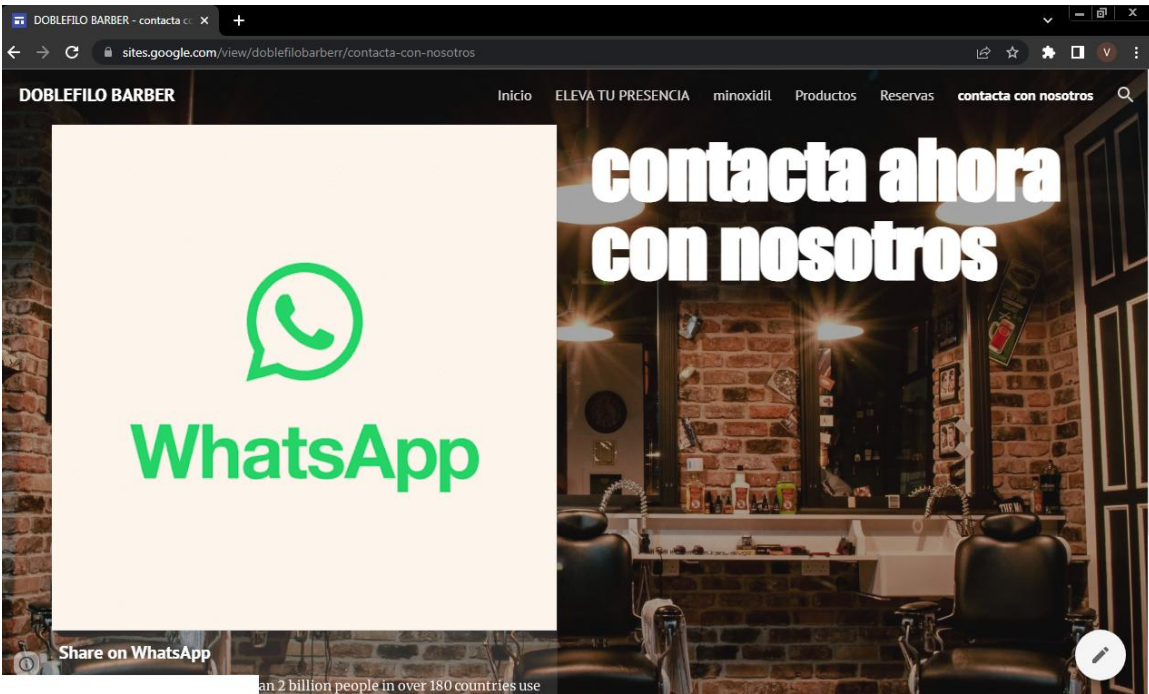 DOBLEFILO BARBER - contacta co
sites.google.com/view/doblefilobarberr/contacta-con-nosotros
V
DOBLEFILO BARBER
Inicio ELEVA TU PRESENCIA minoxidil Productos Reservas contacta con nosotros
contacta ahora
con nosotros
WhatsApp
Share on WhatsApp
an 2 billion people in over 180 countries use